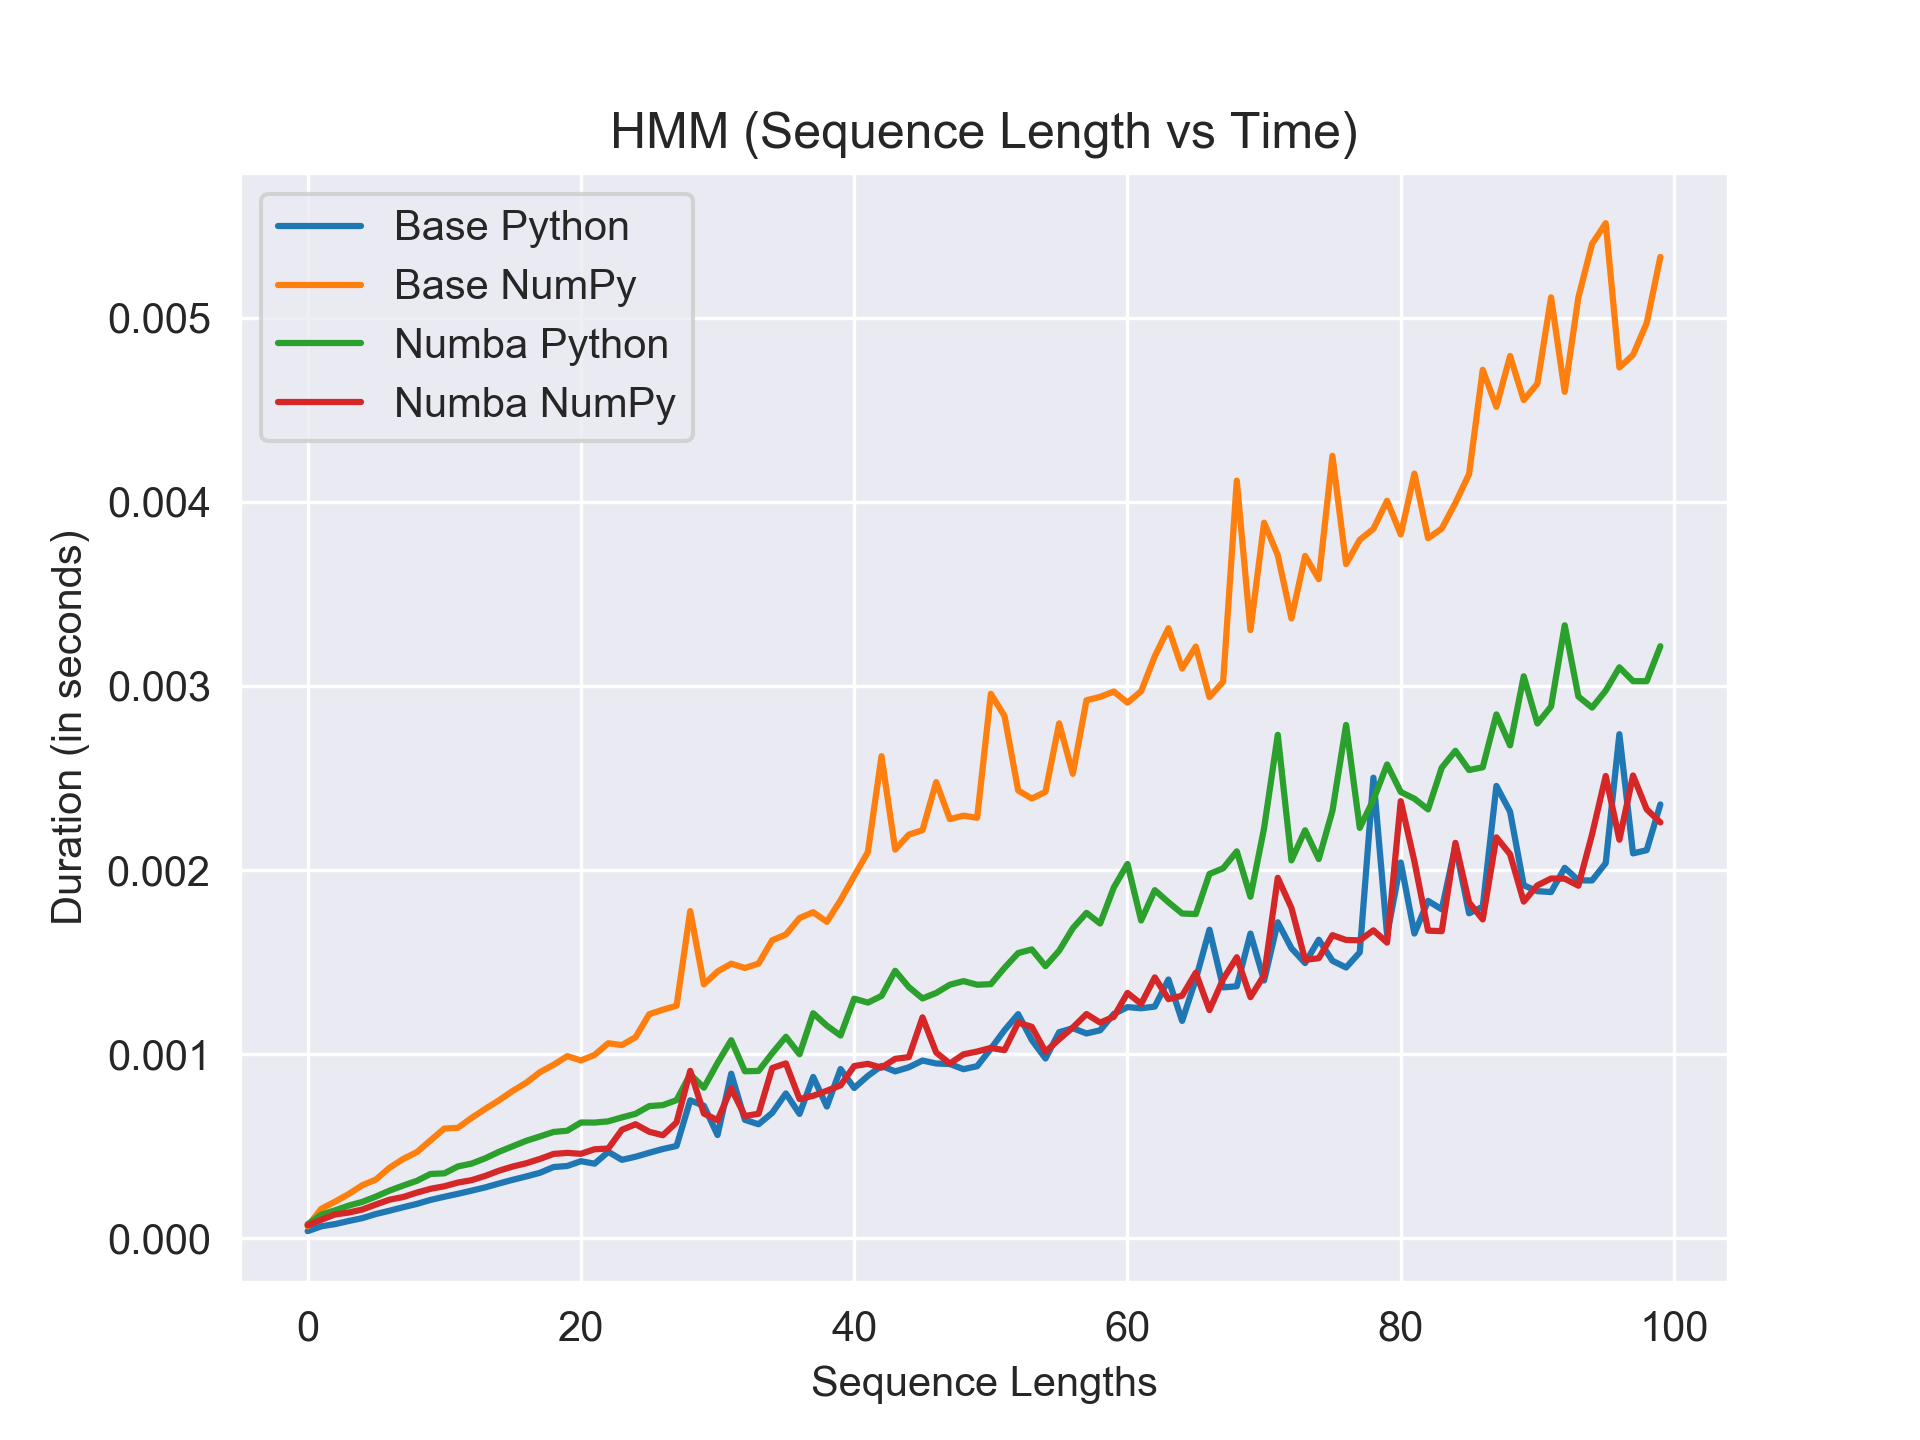 HMM (Sequence Length vs Time)
Base Python
Base NumPy
Numba Python
Numba NumPy
Duration (in seconds)
0.005
0.004
0.003
0.002
0.001
0.000
0 20 40 60 80 100
Sequence Lengths